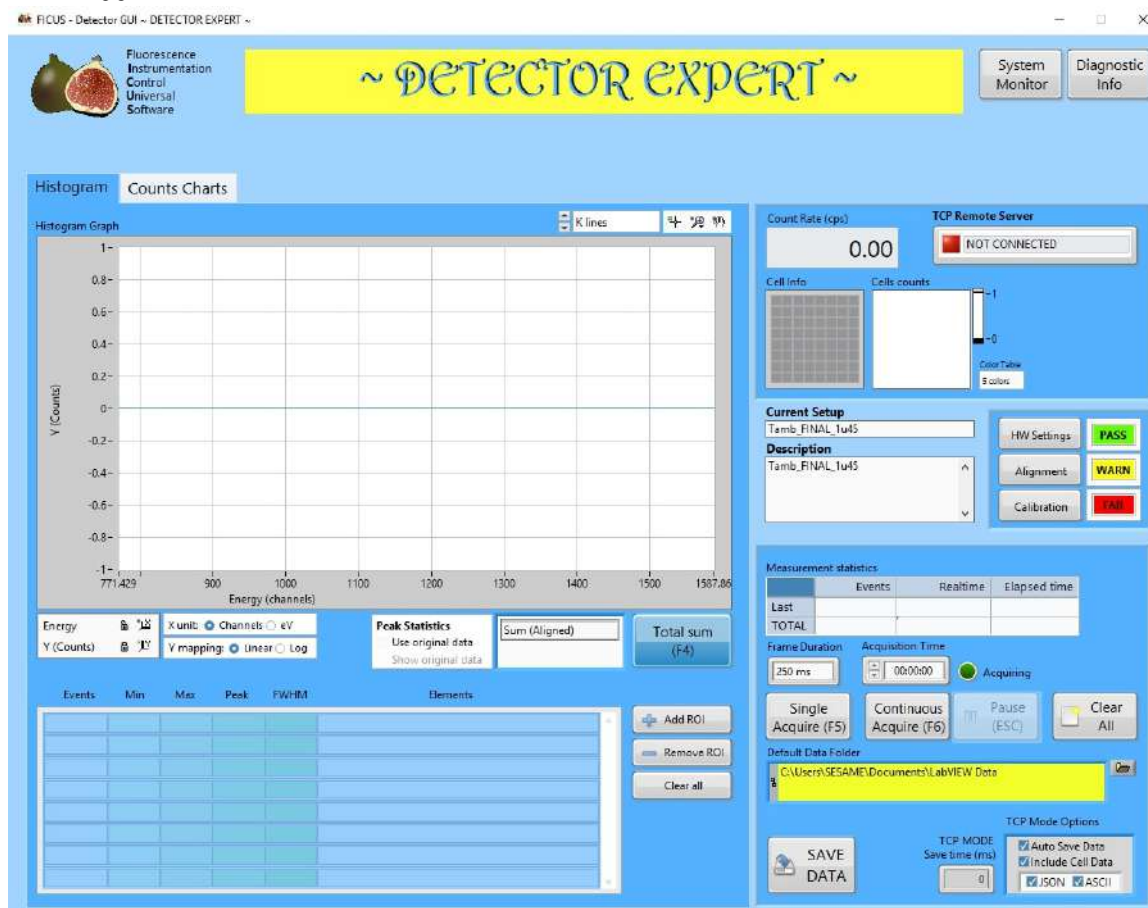 FICUS - Detector GUI ~ DETECTOR EXPERT ~
Fluorescence
Instrumentation
Control
Universal
Software
~ DETECTOR EXPERT ~
System
Monitor
Diagnostic
Info
Histogram
Counts Charts
Histogram Graph
K lines
1
0.8
0.6
0.4
0.2
0
-0.2
-0.4
-0.6
-0.8
-1
Y (Counts)
771.429
900
1000
1100
1200
1300
1400
1500
1587.86
Energy (channels)
Energy
Y (Counts)
X unit: Channels eV
Y mapping: Linear Log
Peak Statistics
Use original data
Show original data
Sum (Aligned)
Total sum
(F4)
Events Min Max Peak FWHM Elements
Add ROI
Remove ROI
Clear all
Count Rate (cps)
0.00
TCP Remote Server
NOT CONNECTED
Cell Info
Cells counts
1
0
Color Table
5 colors
Current Setup
Tamb_FINAL_1u45
Description
Tamb_FINAL_1u45
HW Settings PASS
Alignment WARN
Calibration FAIL
Measurement statistics
Events Realtime Elapsed time
Last
TOTAL
Frame Duration
250 ms
Acquisition Time
00:00:00
Acquiring
Single
Acquire (F5)
Continuous
Acquire (F6)
Pause
(ESC)
Clear
All
Default Data Folder
C:\Users\SESAME\Documents\LabVIEW Data
SAVE
DATA
TCP MODE
Save time (ms)
0
TCP Mode Options
Auto Save Data
Include Cell Data
JSON ASCII